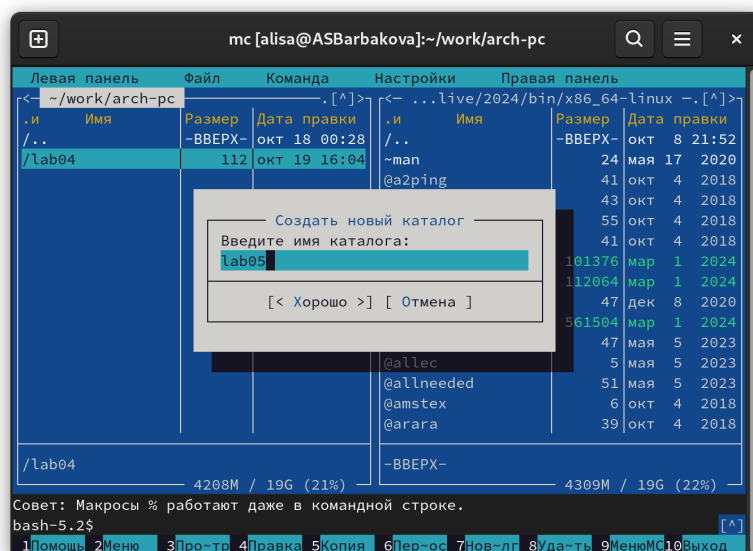 mc [alisa@ASBarbakova]:~/work/arch-pc
Левая панель Файл Команда Настройки Правая панель
<— ~/work/arch-pc .[^]> <— ...live/2024/bin/x86_64-linux —.[^]>
.и Имя Размер Дата правки .и Имя Размер Дата правки
/.. -ВВЕРХ- окт 18 00:28 /.. -ВВЕРХ- окт 8 21:52
/lab04 112 окт 19 16:04 ~man 24 мая 17 2020
@a2ping 41 окт 4 2018
43 окт 4 2018
Создать новый каталог 55 окт 4 2018
Введите имя каталога: 41 окт 4 2018
lab05 101376 мар 1 2024
112064 мар 1 2024
[< Хорошо >] [ Отмена ] 47 дек 8 2020
561504 мар 1 2024
47 мая 5 2023
@allec 5 мая 5 2023
@allneeded 51 мая 5 2023
@amstex 6 окт 4 2018
@arara 39 окт 4 2018
/lab04 -ВВЕРХ-
4208M / 19G (21%) 4309M / 19G (22%)
Совет: Макросы % работают даже в командной строке.
bash-5.2$ [^]
1Помощь 2Меню 3Про~тр 4Правка 5Копия 6Пер~ос 7Нов~лг 8Уда~ть 9МенюMC 10Выход